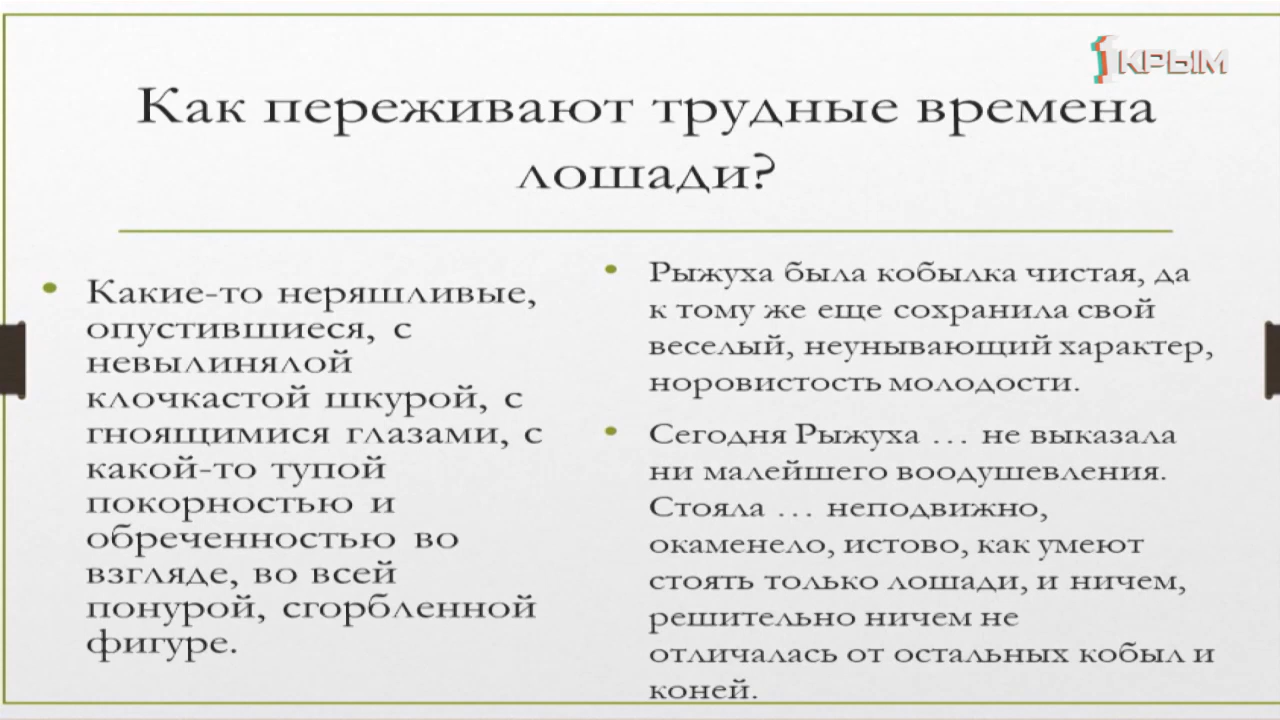 1КРЫМ
Как переживают трудные времена
лошади?
• Какие-то неряшливые,
опустившиеся, с
невылинялой
клочкастой шкурой, с
гноящимися глазами, с
какой-то тупой
покорностью и
обреченностью во
взгляде, во всей
понурой, сгорбленной
фигуре.
• Рыжуха была кобылка чистая, да
к тому же еще сохранила свой
веселый, неунывающий характер,
норовистость молодости.
• Сегодня Рыжуха … не выказала
ни малейшего воодушевления.
Стояла … неподвижно,
окаменело, истово, как умеют
стоять только лошади, и ничем,
решительно ничем не
отличалась от остальных кобыл и
коней.